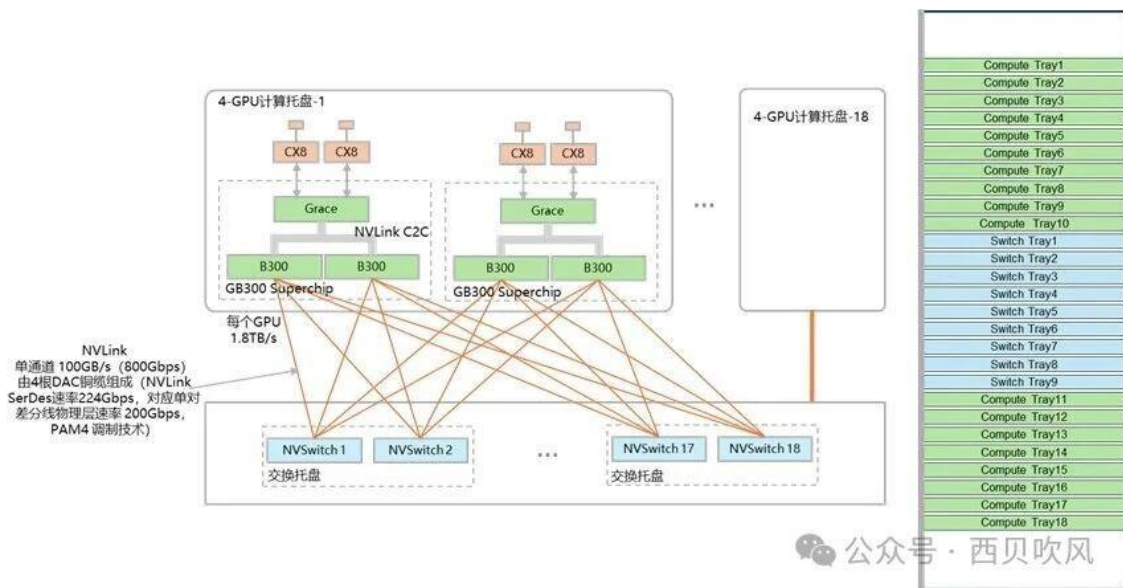 4-GPU计算托盘-1
CX8
CX8
CX8
CX8
Grace
Grace
NVLink C2C
B300
B300
B300
B300
GB300 Superchip
GB300 Superchip
4-GPU计算托盘-18
...
每个GPU
1.8TB/s
NVLink
单通道 100GB/s（800Gbps）
由4根DAC铜缆组成（NVLink
SerDes速率224Gbps，对应单对
差分线物理层速率 200Gbps，
PAM4 调制技术）
NVSwitch 1
NVSwitch 2
...
NVSwitch 17
NVSwitch 18
交换托盘
交换托盘
Compute Tray1
Compute Tray2
Compute Tray3
Compute Tray4
Compute Tray5
Compute Tray6
Compute Tray7
Compute Tray8
Compute Tray9
Compute Tray10
Switch Tray1
Switch Tray2
Switch Tray3
Switch Tray4
Switch Tray5
Switch Tray6
Switch Tray7
Switch Tray8
Switch Tray9
Compute Tray11
Compute Tray12
Compute Tray13
Compute Tray14
Compute Tray15
Compute Tray16
Compute Tray17
Compute Tray18
公众号 · 西贝吹风